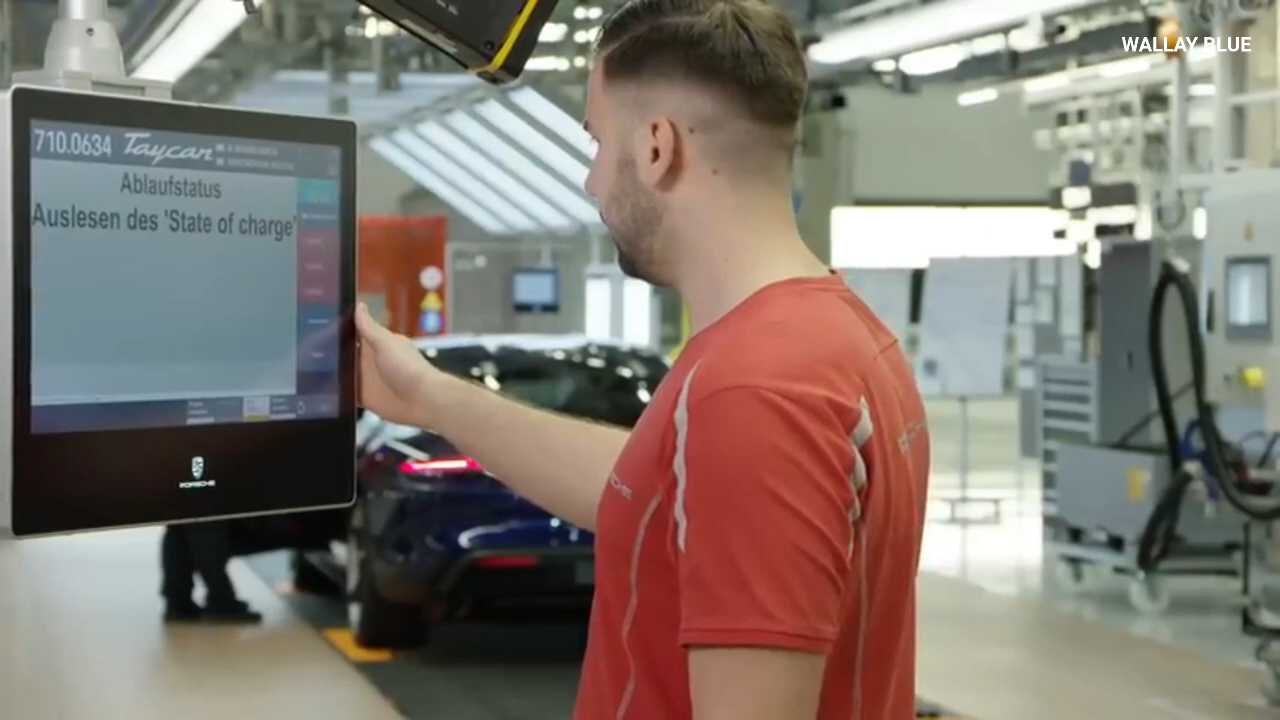 WALLAY BLUE
710.0634 Taycan
Ablaufstatus
Auslesen des 'State of charge'
PORSCHE